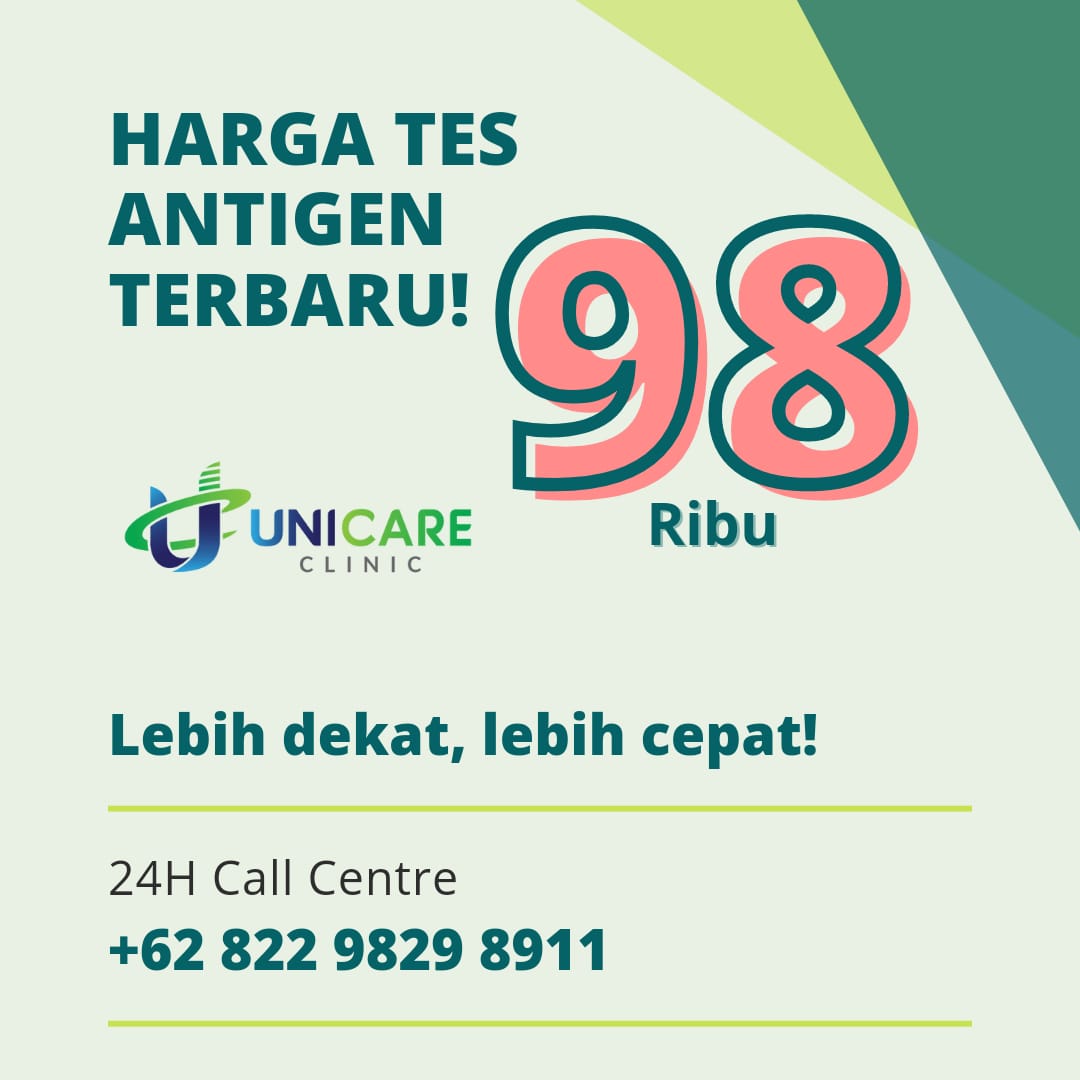 HARGA TES
ANTIGEN
TERBARU!
98
Ribu
UNICARE
CLINIC
Lebih dekat, lebih cepat!
24H Call Centre
+62 822 9829 8911